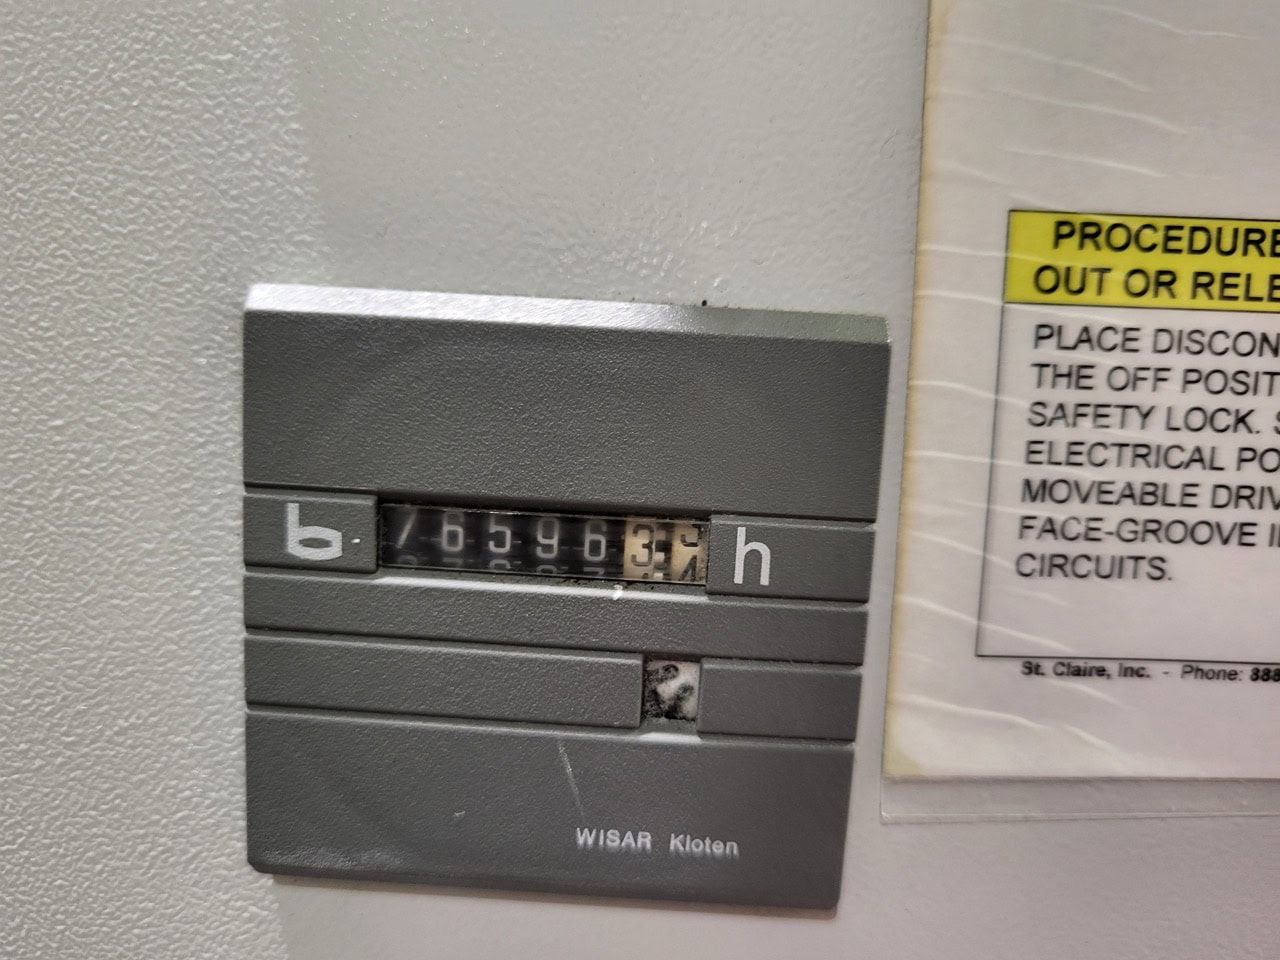 b 7659633 h
WISAR Kloten
PROCEDURE
OUT OR RELE
PLACE DISCON
THE OFF POSIT
SAFETY LOCK. S
ELECTRICAL PO
MOVEABLE DRIV
FACE-GROOVE I
CIRCUITS.
St. Claire, Inc. - Phone: 888